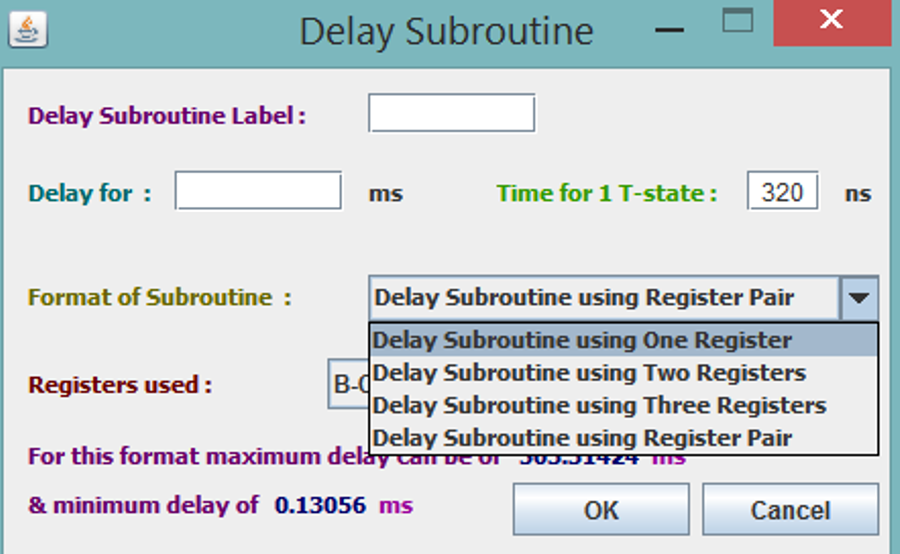 Delay Subroutine
Delay Subroutine Label :
Delay for : ms Time for 1 T-state : 320 ns
Format of Subroutine : Delay Subroutine using Register Pair
Delay Subroutine using One Register
Delay Subroutine using Two Registers
Registers used :
Delay Subroutine using Three Registers
Delay Subroutine using Register Pair
For this format maximum delay can be of ms
& minimum delay of 0.13056 ms
OK Cancel